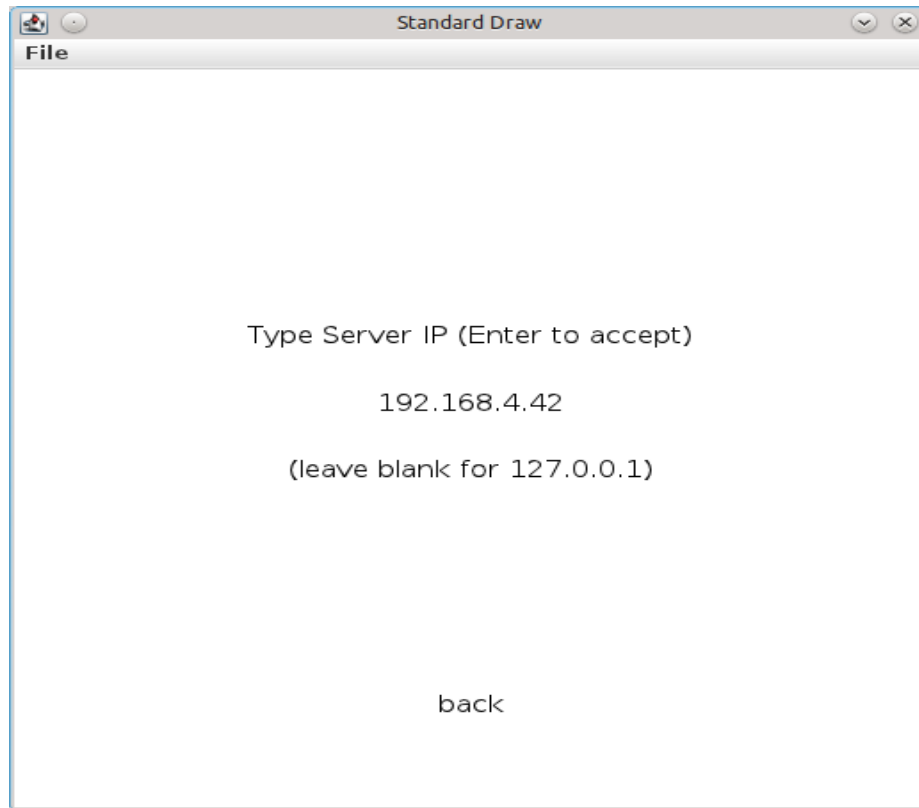 Standard Draw
File
Type Server IP (Enter to accept)
192.168.4.42
(leave blank for 127.0.0.1)
back